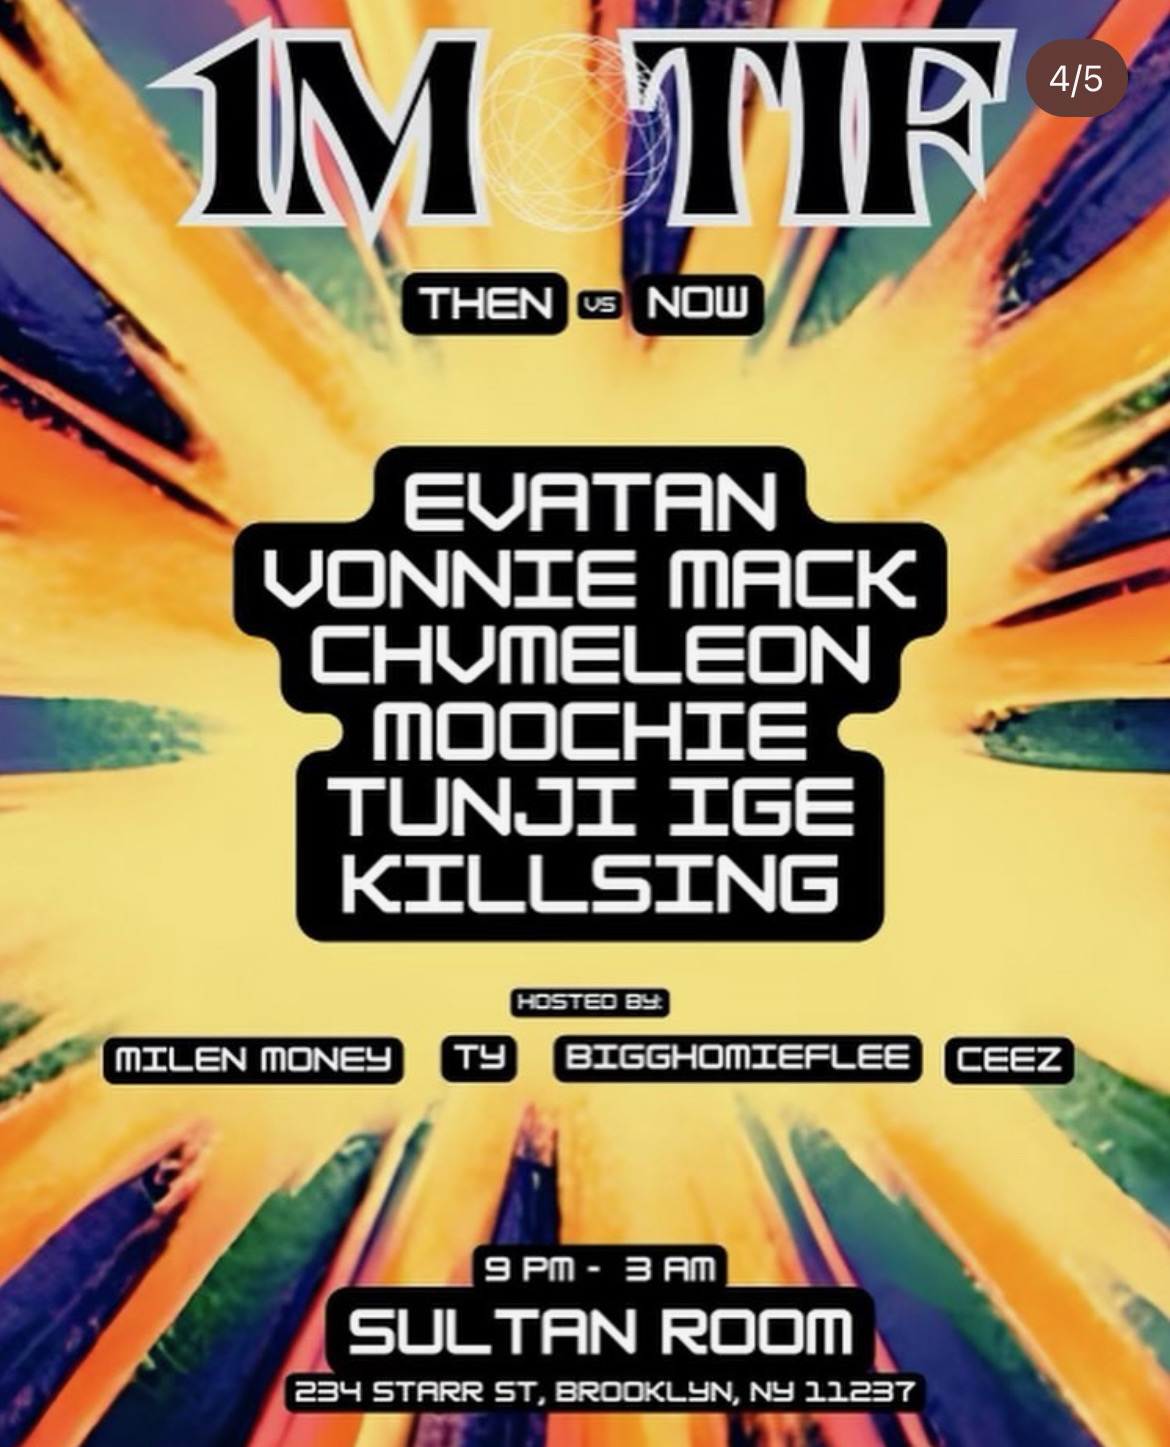 1MOTIF
4/5
THEN VS NOW
EVATAN
VONNIE MACK
CHVMELEON
MOOCHIE
TUNJI IGE
KILLSING
HOSTED BY:
MILEN MONEY TY BIGGHOMIEFLEE CEEZ
9 PM - 3 AM
SULTAN ROOM
234 STARR ST, BROOKLYN, NY 11237